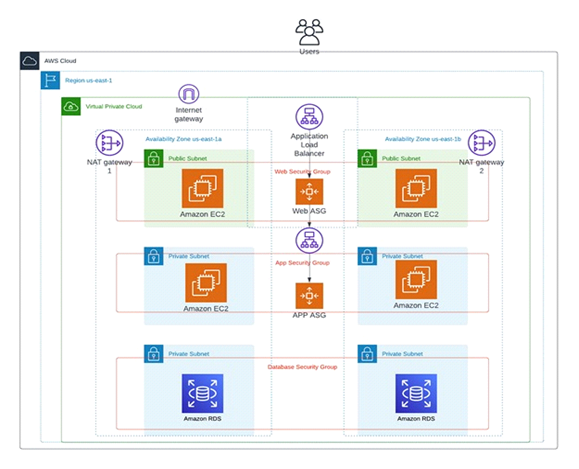 Users
AWS Cloud
Region us-east-1
Virtual Private Cloud
Internet
gateway
Application
Load
Balancer
Availability Zone us-east-1a
Availability Zone us-east-1b
NAT gateway
1
NAT gateway
2
Public Subnet
Public Subnet
Web Security Group
Amazon EC2
Web ASG
Amazon EC2
Private Subnet
Private Subnet
App Security Group
Amazon EC2
APP ASG
Amazon EC2
Private Subnet
Private Subnet
Database Security Group
Amazon RDS
Amazon RDS